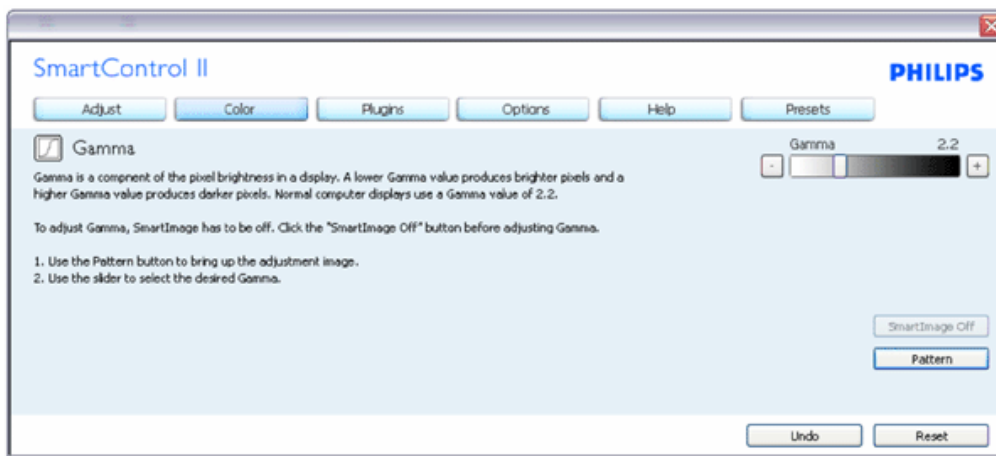 SmartControl II
PHILIPS
Adjust
Color
Plugins
Options
Help
Presets
Gamma
Gamma 2.2
- +
Gamma is a compnent of the pixel brightness in a display. A lower Gamma value produces brighter pixels and a
higher Gamma value produces darker pixels. Normal computer displays use a Gamma value of 2.2.
To adjust Gamma, SmartImage has to be off. Click the "SmartImage Off" button before adjusting Gamma.
1. Use the Pattern button to bring up the adjustment image.
2. Use the slider to select the desired Gamma.
SmartImage Off
Pattern
Undo
Reset